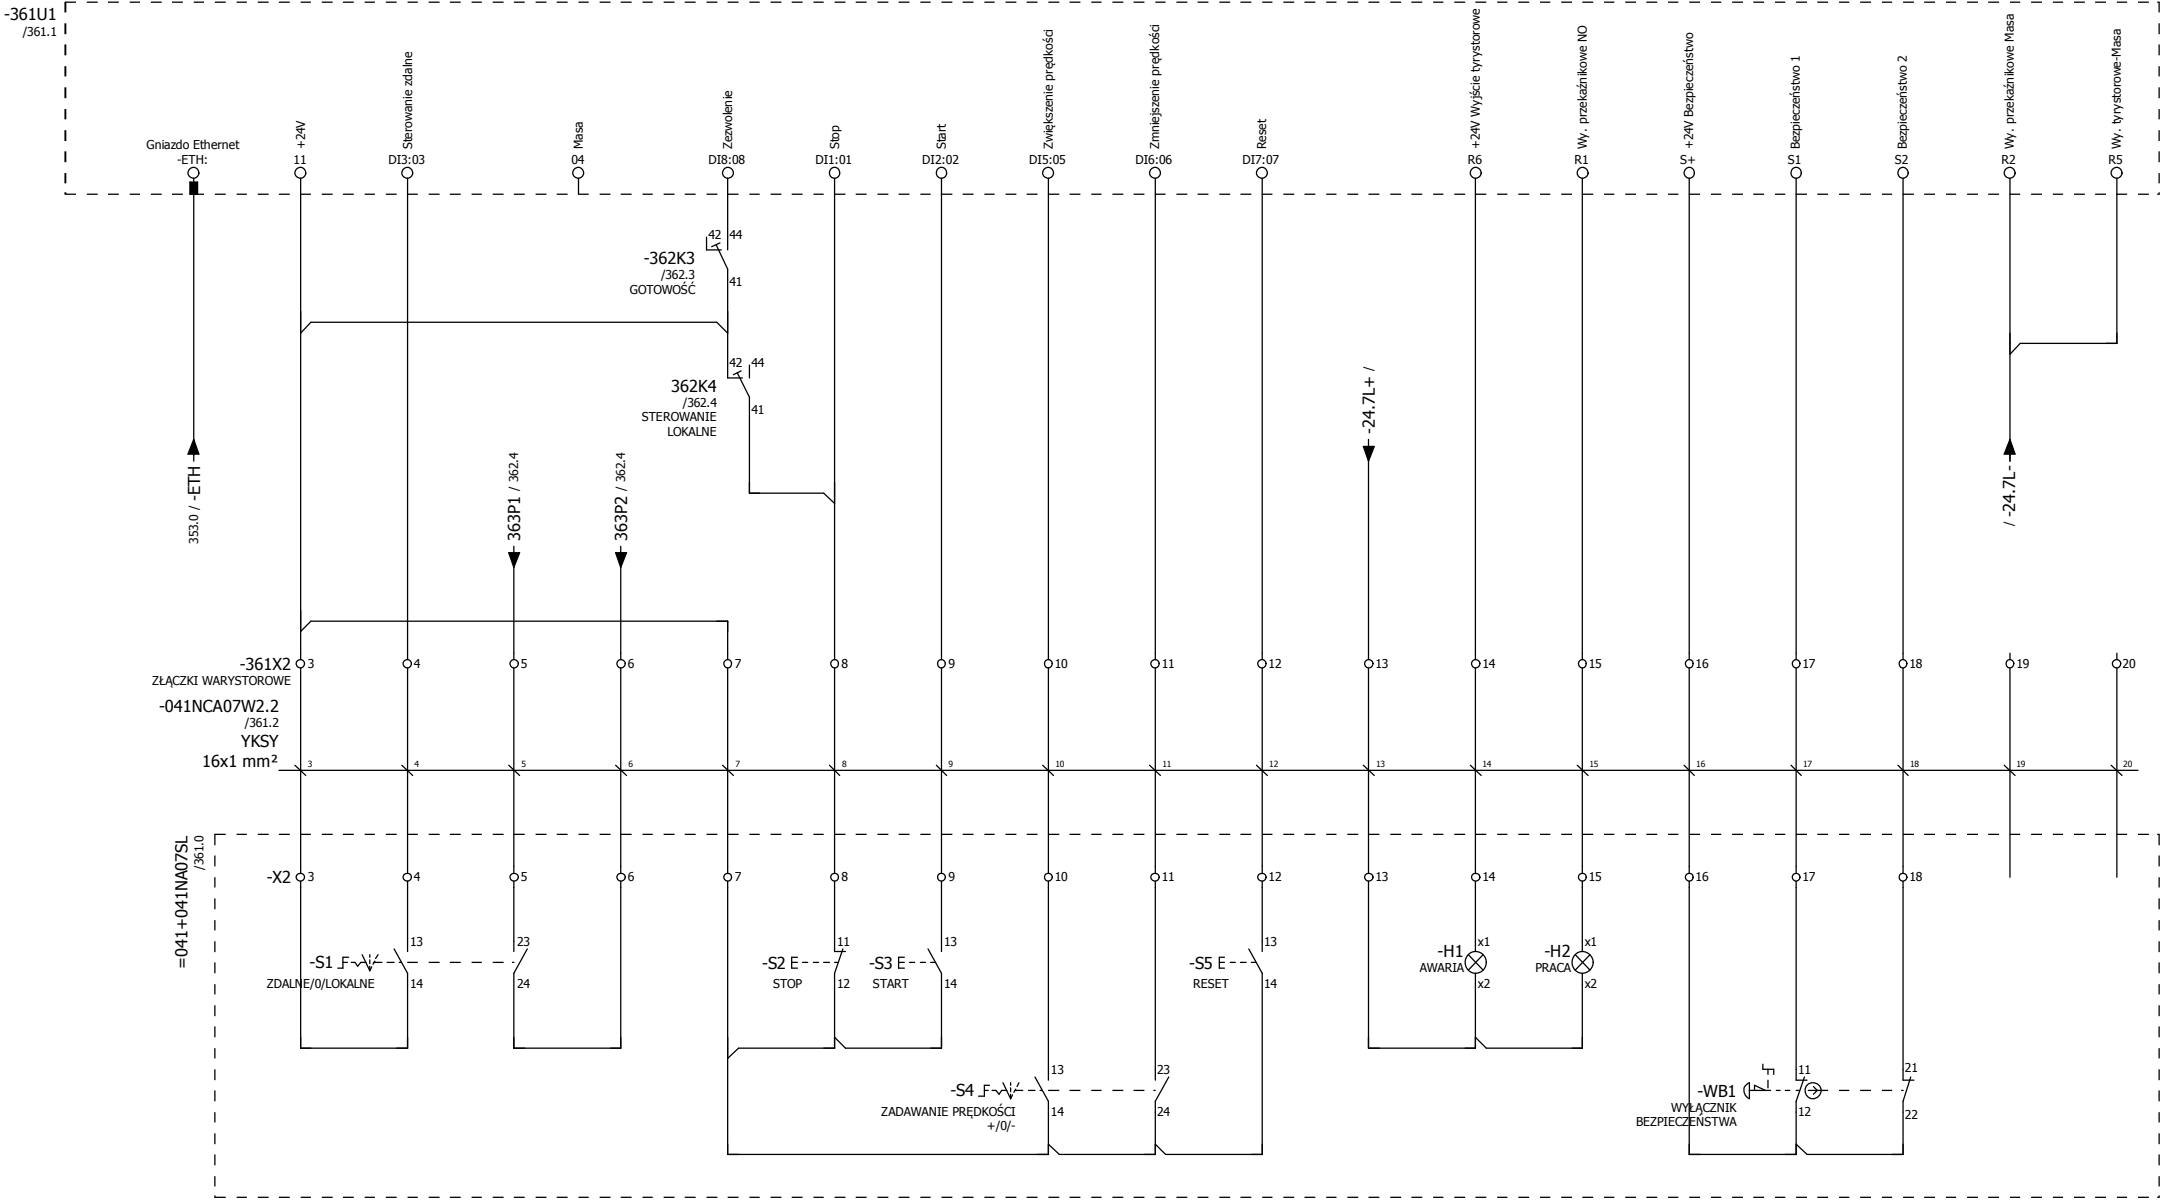 -361U1
/361.1
Gniazdo Ethernet
-ETH:
+24V
11
Sterowanie zdalne
DI3:03
Masa
04
Zezwolenie
DI8:08
Stop
DI1:01
Start
DI2:02
Zwiększenie prędkości
DI5:05
Zmniejszenie prędkości
DI6:06
Reset
DI7:07
+24V Wyjście tyrystorowe
R6
Wy. przekaźnikowe NO
R1
+24V Bezpieczeństwo
S+
Bezpieczeństwo 1
S1
Bezpieczeństwo 2
S2
Wy. przekaźnikowe Masa
R2
Wy. tyrystorowe-Masa
R5
42 44
-362K3
/362.3
GOTOWOŚĆ
41
42 44
362K4
/362.4
STEROWANIE
LOKALNE
41
353.0 / -ETH
363P1 / 362.4
363P2 / 362.4
-24.7L+ /
/ -24.7L-
-361X2
ZŁĄCZKI WARYSTOROWE
3 4 5 6 7 8 9 10 11 12 13 14 15 16 17 18 19 20
-041NCA07W2.2
/361.2
YKSY
16x1 mm²
3 4 5 6 7 8 9 10 11 12 13 14 15 16 17 18 19 20
=041+041NA07SL
/361.0
-X2
3 4 5 6 7 8 9 10 11 12 13 14 15 16 17 18
-S1
ZDALNE/0/LOKALNE
13
14
23
24
-S2 E
STOP
11
12
-S3 E
START
13
14
-S5 E
RESET
13
14
-H1
AWARIA
x1
x2
-H2
PRACA
x1
x2
-S4
ZADAWANIE PRĘDKOŚCI
+/0/-
13
14
23
24
-WB1
WYŁĄCZNIK
BEZPIECZEŃSTWA
11
12
21
22